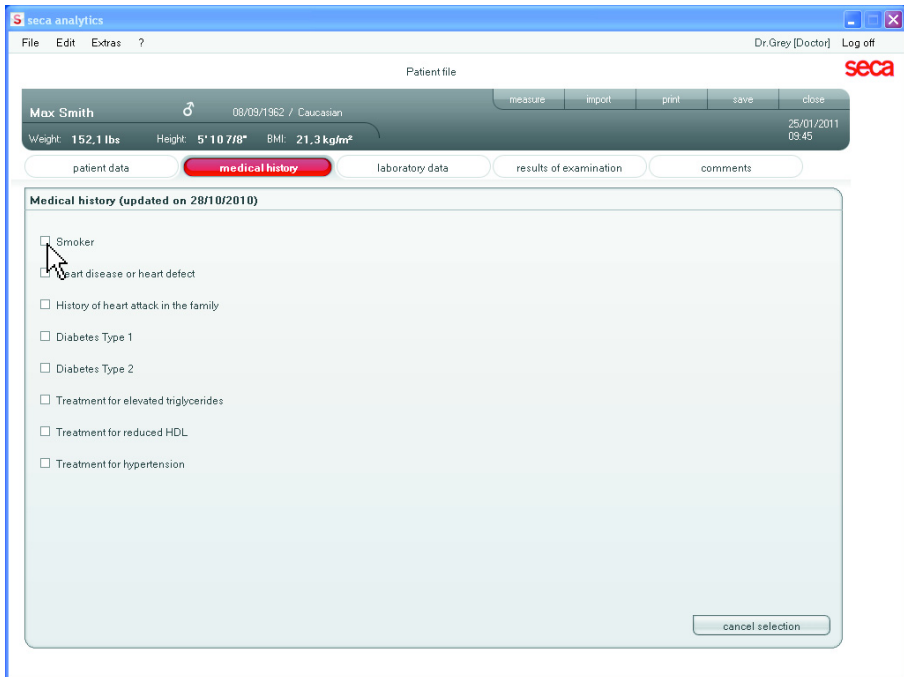 S seca analytics
File Edit Extras ? Dr.Grey [Doctor] Log off
Patient file
seca
measure import print save close
Max Smith ♂ 08/09/1962 / Caucasian
25/01/2011
Weight: 152,1 lbs Height: 5' 10 7/8" BMI: 21,3 kg/m²
09:45
patient data medical history laboratory data results of examination comments
Medical history (updated on 28/10/2010)
Smoker
Heart disease or heart defect
History of heart attack in the family
Diabetes Type 1
Diabetes Type 2
Treatment for elevated triglycerides
Treatment for reduced HDL
Treatment for hypertension
cancel selection